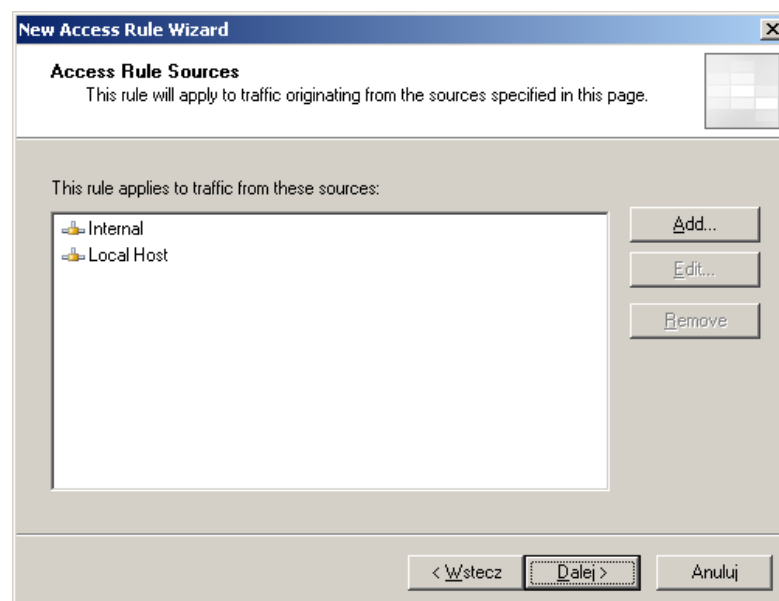 New Access Rule Wizard
Access Rule Sources
This rule will apply to traffic originating from the sources specified in this page.
This rule applies to traffic from these sources:
Internal
Local Host
Add...
Edit...
Remove
< Wstecz
Dalej >
Anuluj